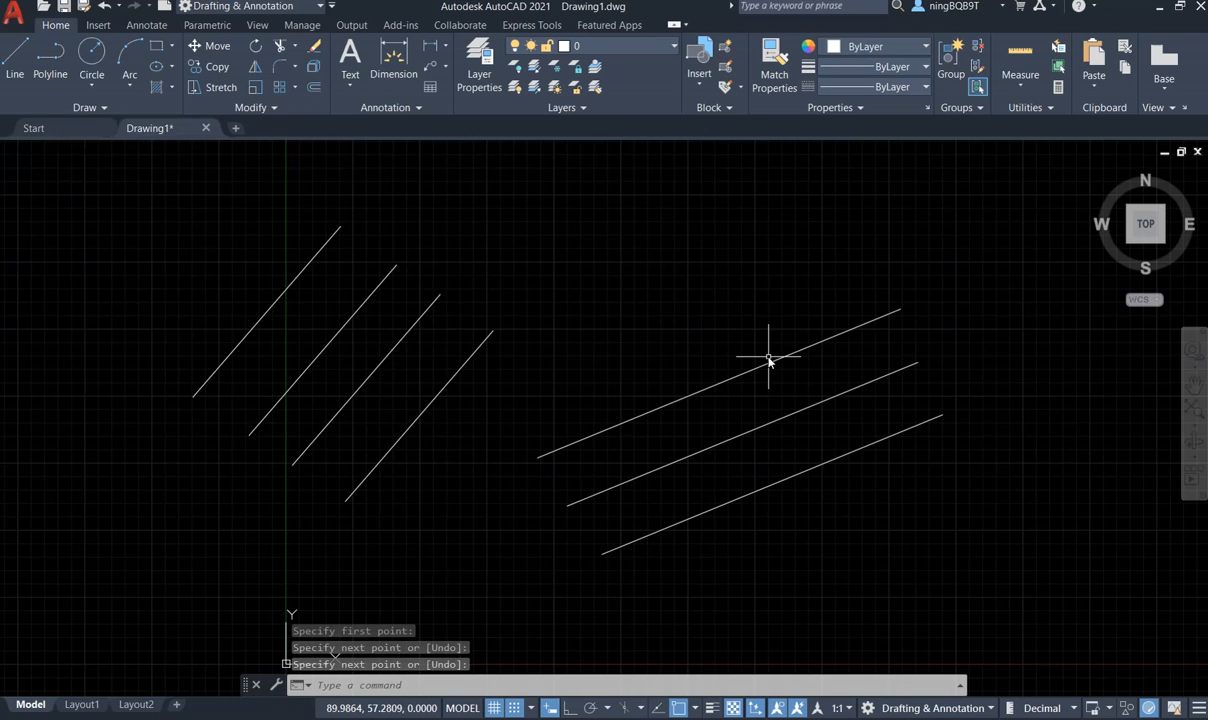 Drafting & Annotation
Autodesk AutoCAD 2021 Drawing1.dwg
Type a keyword or phrase
ningBQB9T
Home Insert Annotate Parametric View Manage Output Add-ins Collaborate Express Tools Featured Apps
Line Polyline Circle Arc
Move
Copy
Stretch
Text Dimension
Layer Properties
0
Insert
Match Properties
ByLayer
ByLayer
ByLayer
Group
Measure
Paste
Base
Draw Modify Annotation Layers Block Properties Groups Utilities Clipboard View
Start Drawing1*
N
W TOP E
S
WCS
Y
Specify first point:
Specify next point or [Undo]:
Specify next point or [Undo]:
Type a command
Model Layout1 Layout2
89.9864, 57.2809, 0.0000 MODEL 1:1 Drafting & Annotation Decimal